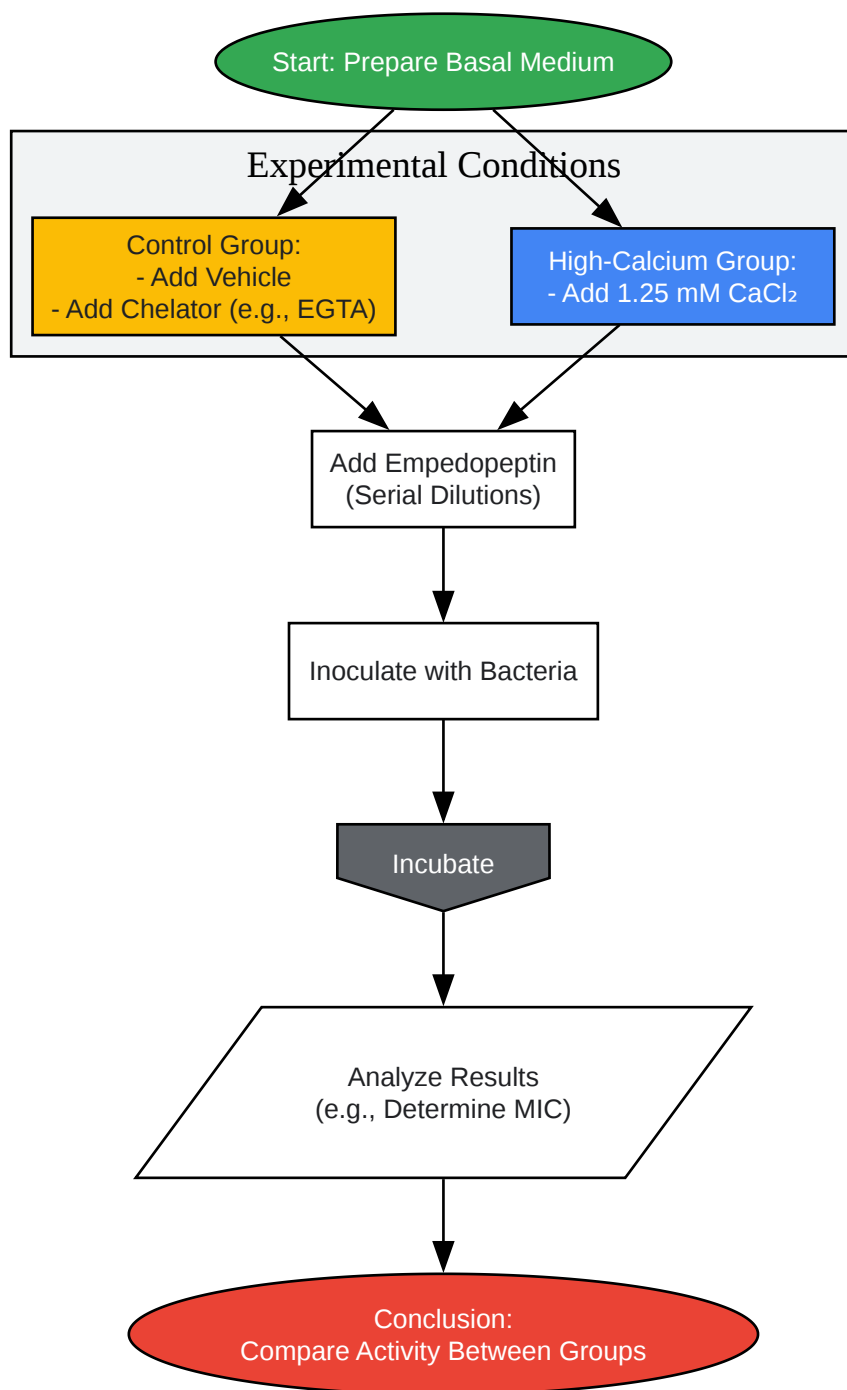 Start: Prepare Basal Medium
Experimental Conditions
Control Group:
- Add Vehicle
- Add Chelator (e.g., EGTA)
High-Calcium Group:
- Add 1.25 mM CaCl₂
Add Empedopeptin
(Serial Dilutions)
Inoculate with Bacteria
Incubate
Analyze Results
(e.g., Determine MIC)
Conclusion:
Compare Activity Between Groups